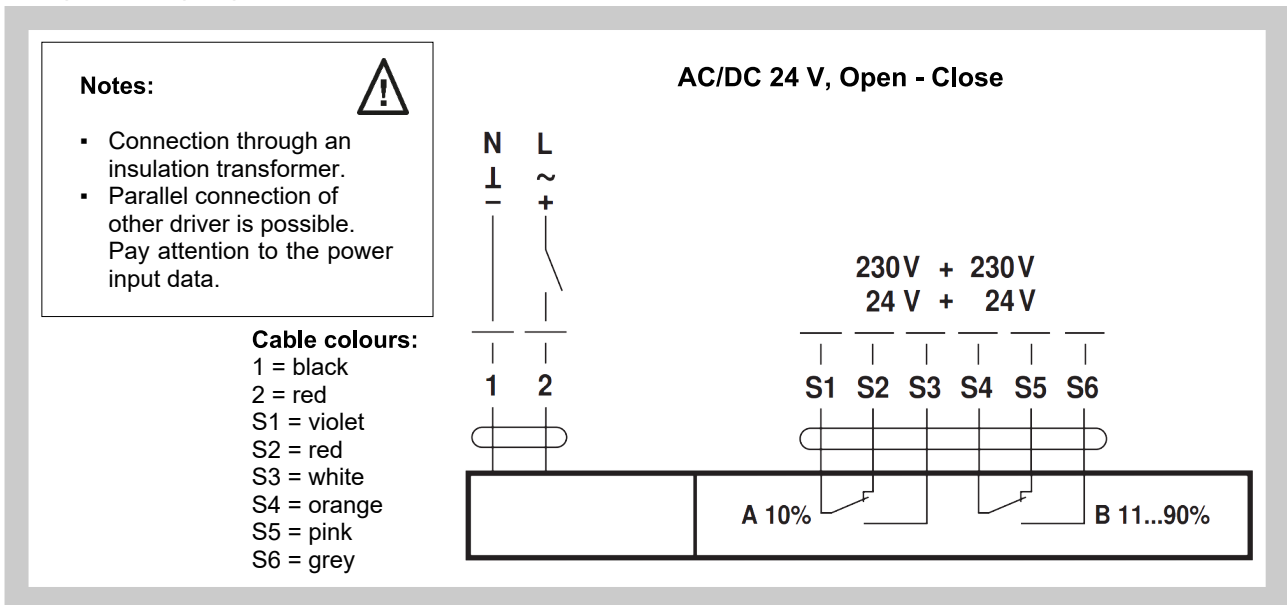 Notes:
▪ Connection through an
insulation transformer.
▪ Parallel connection of
other driver is possible.
Pay attention to the power
input data.
AC/DC 24 V, Open - Close
N L
⊥ ~
– +
230 V + 230 V
24 V + 24 V
Cable colours:
1 = black
2 = red
S1 = violet
S2 = red
S3 = white
S4 = orange
S5 = pink
S6 = grey
1 2
S1 S2 S3 S4 S5 S6
A 10%
B 11...90%